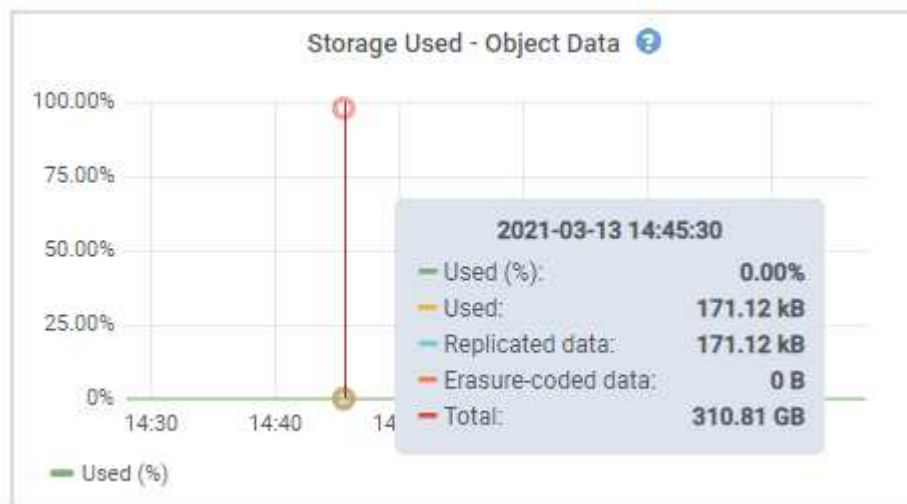 Storage Used - Object Data ?
100.00%
75.00%
50.00%
25.00%
0%
14:30 14:40 14
2021-03-13 14:45:30
Used (%): 0.00%
Used: 171.12 kB
Replicated data: 171.12 kB
Erasure-coded data: 0 B
Total: 310.81 GB
Used (%)